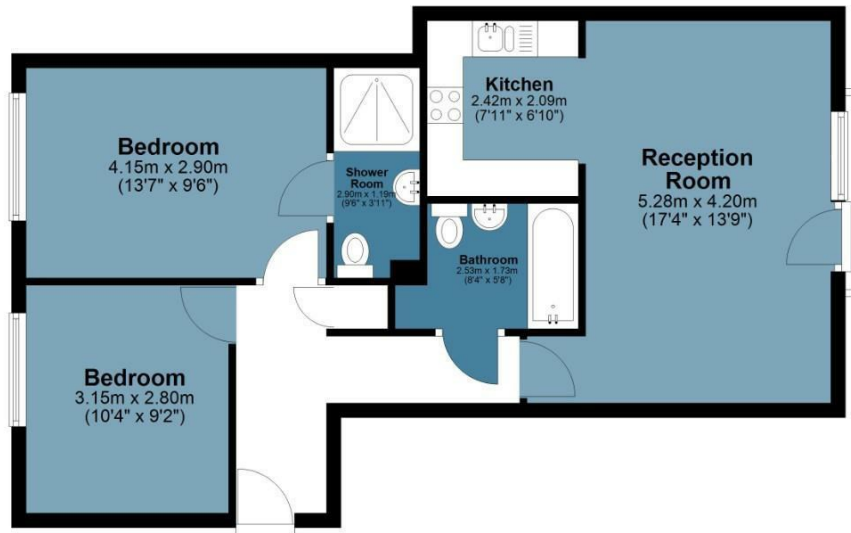 Bedroom
4.15m x 2.90m
(13'7" x 9'6")
Shower
Room
2.90m x 1.19m
(9'6" x 3'11")
Kitchen
2.42m x 2.09m
(7'11" x 6'10")
Reception
Room
5.28m x 4.20m
(17'4" x 13'9")
Bathroom
2.53m x 1.73m
(8'4" x 5'8")
Bedroom
3.15m x 2.80m
(10'4" x 9'2")